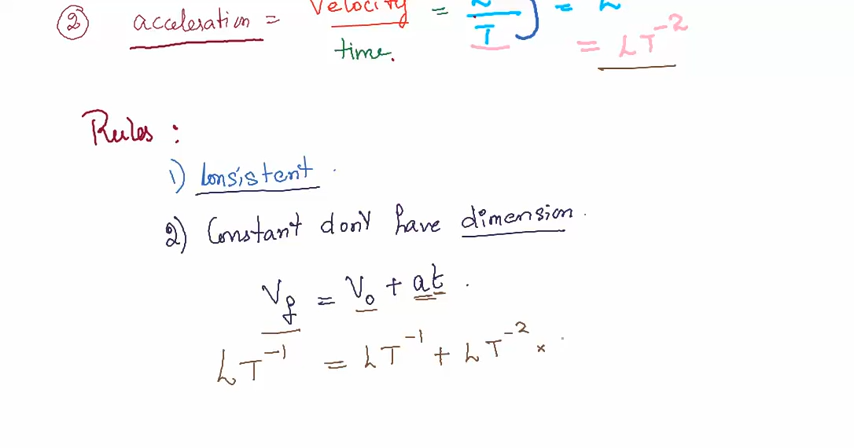 ② acceleration = Velocity / time. = L / T = L
= LT⁻²
Rules :
1) Consistent
2) Constant don't have dimension.
V_f = V_0 + at.
LT⁻¹ = LT⁻¹ + LT⁻² ×